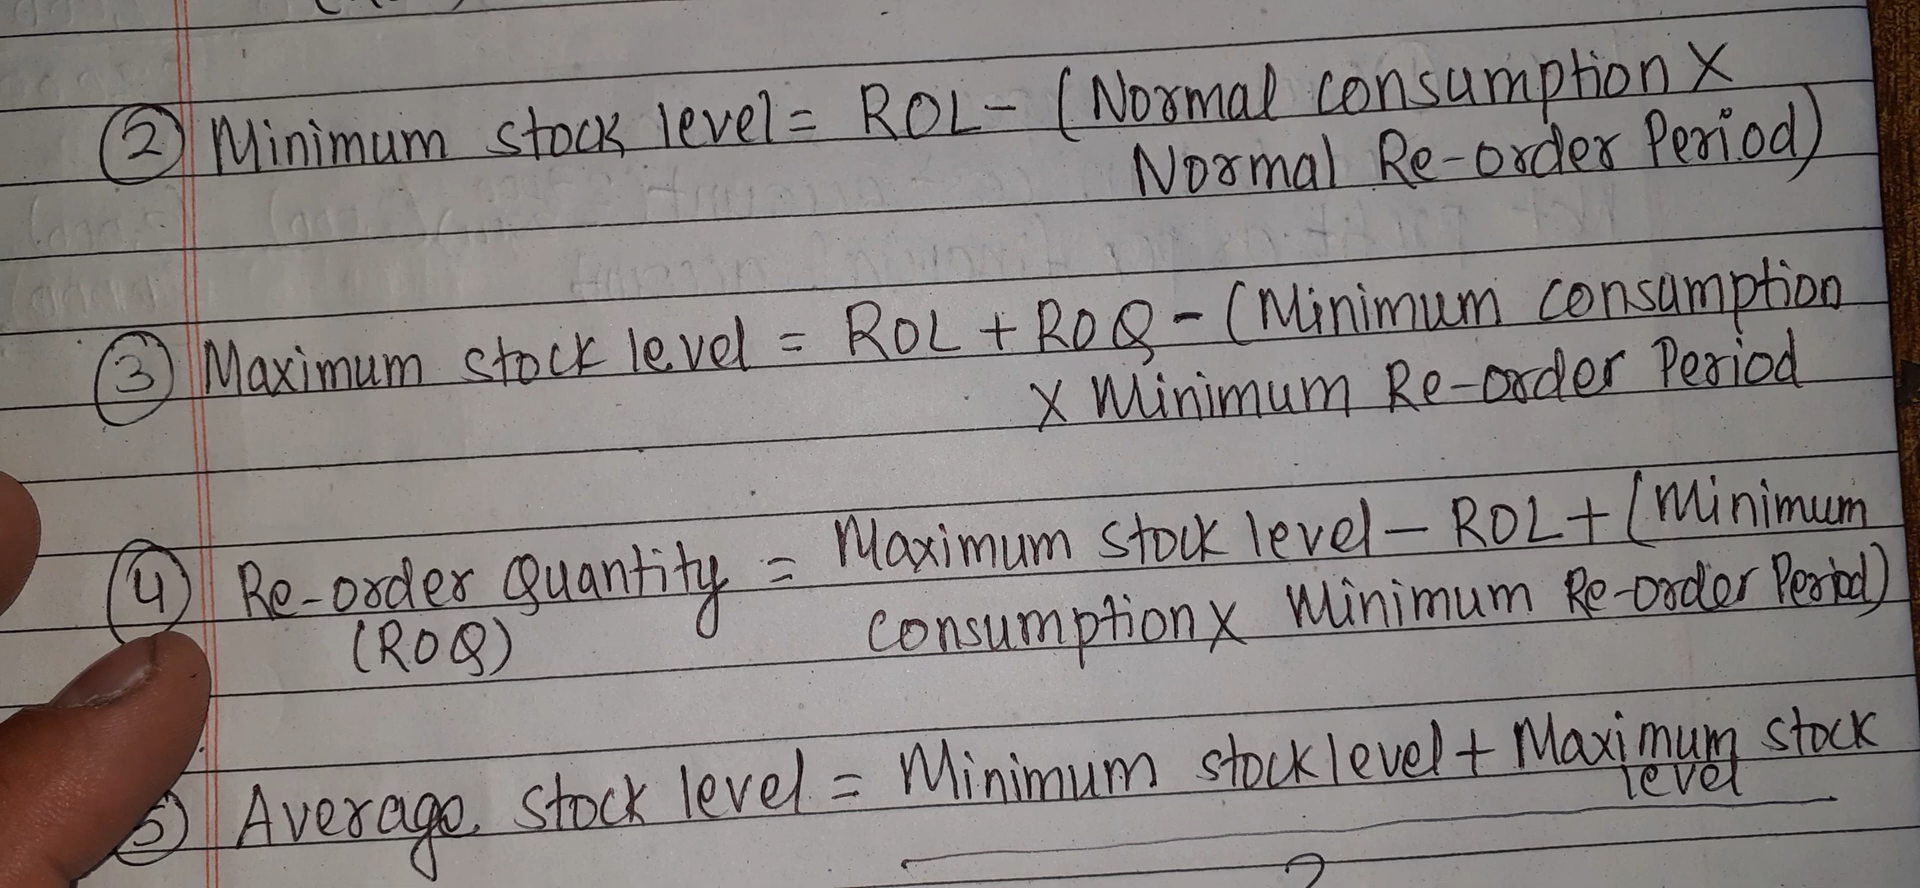 ② Minimum stock level = ROL - (Normal consumption X
Normal Re-order Period)
③ Maximum stock level = ROL + ROQ - (Minimum consumption
X Minimum Re-order Period
④ Re-order Quantity = Maximum stock level - ROL + (Minimum
(ROQ) consumption X Minimum Re-order Period)
⑤ Average stock level = Minimum stock level + Maximum stock
level